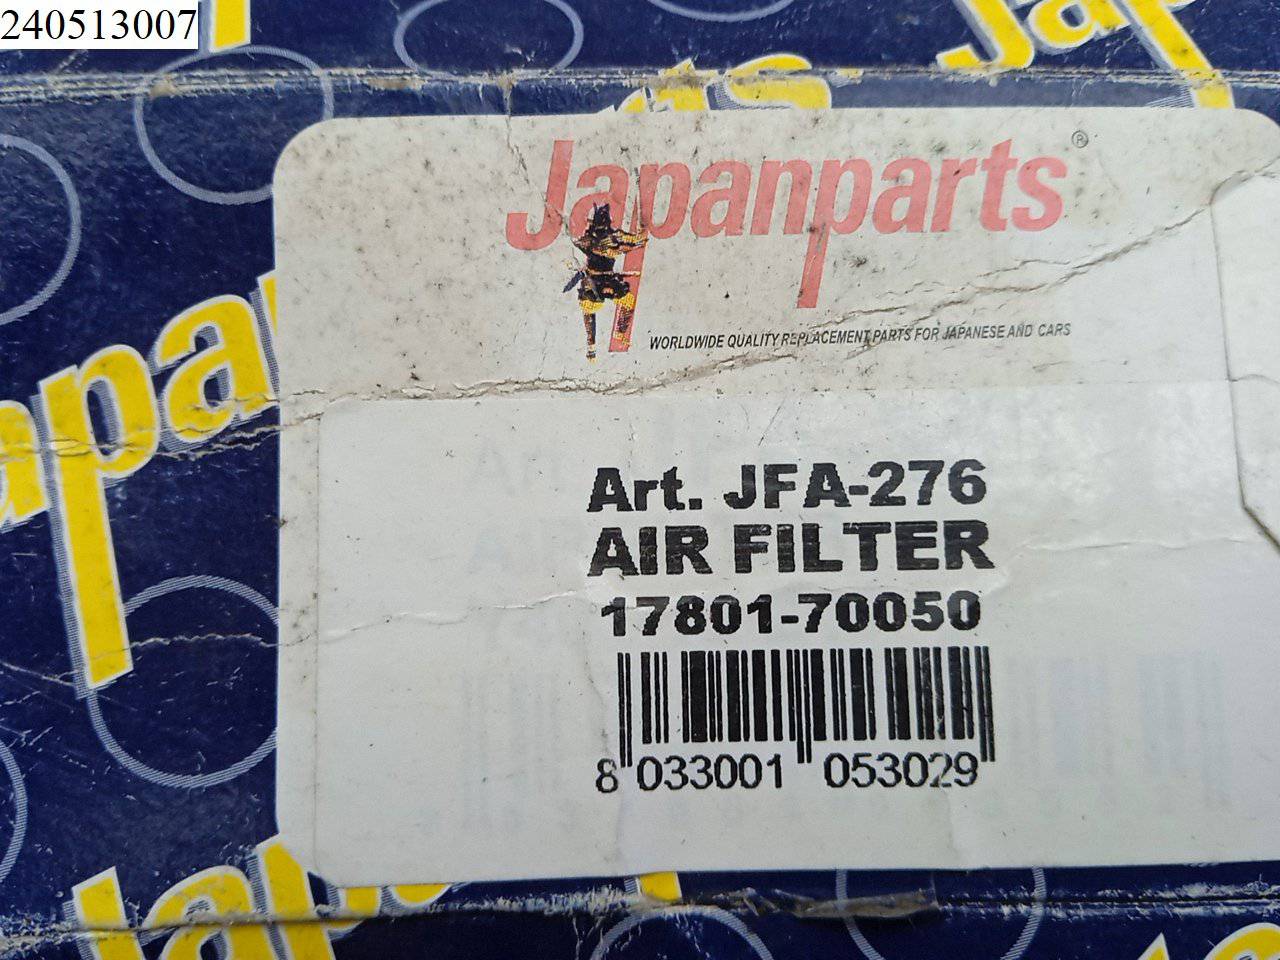 240513007
Japanparts®
WORLDWIDE QUALITY REPLACEMENT PARTS FOR JAPANESE AND CARS
Art. JFA-276
AIR FILTER
17801-70050
8 033001 053029